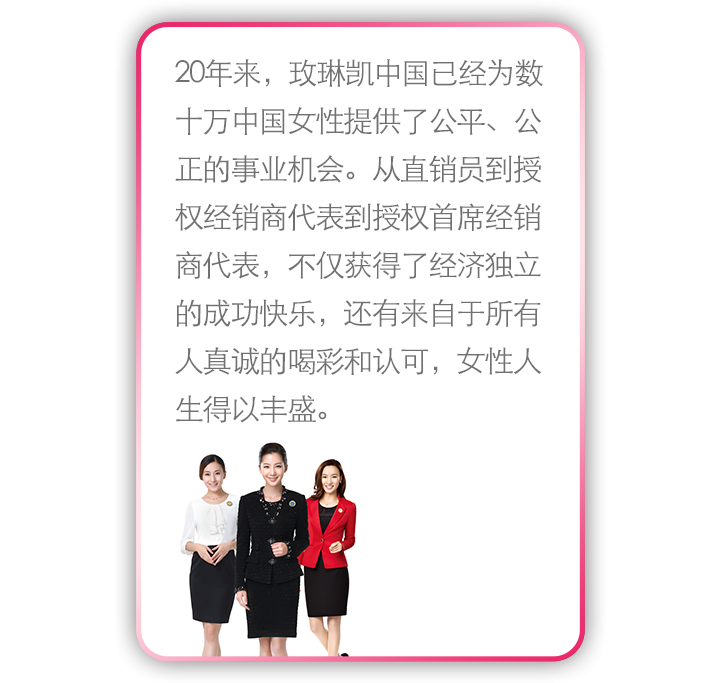 20年来，玫琳凯中国已经为数
十万中国女性提供了公平、公
正的事业机会。从直销员到授
权经销商代表到授权首席经销
商代表，不仅获得了经济独立
的成功快乐，还有来自于所有
人真诚的喝彩和认可，女性人
生得以丰盛。